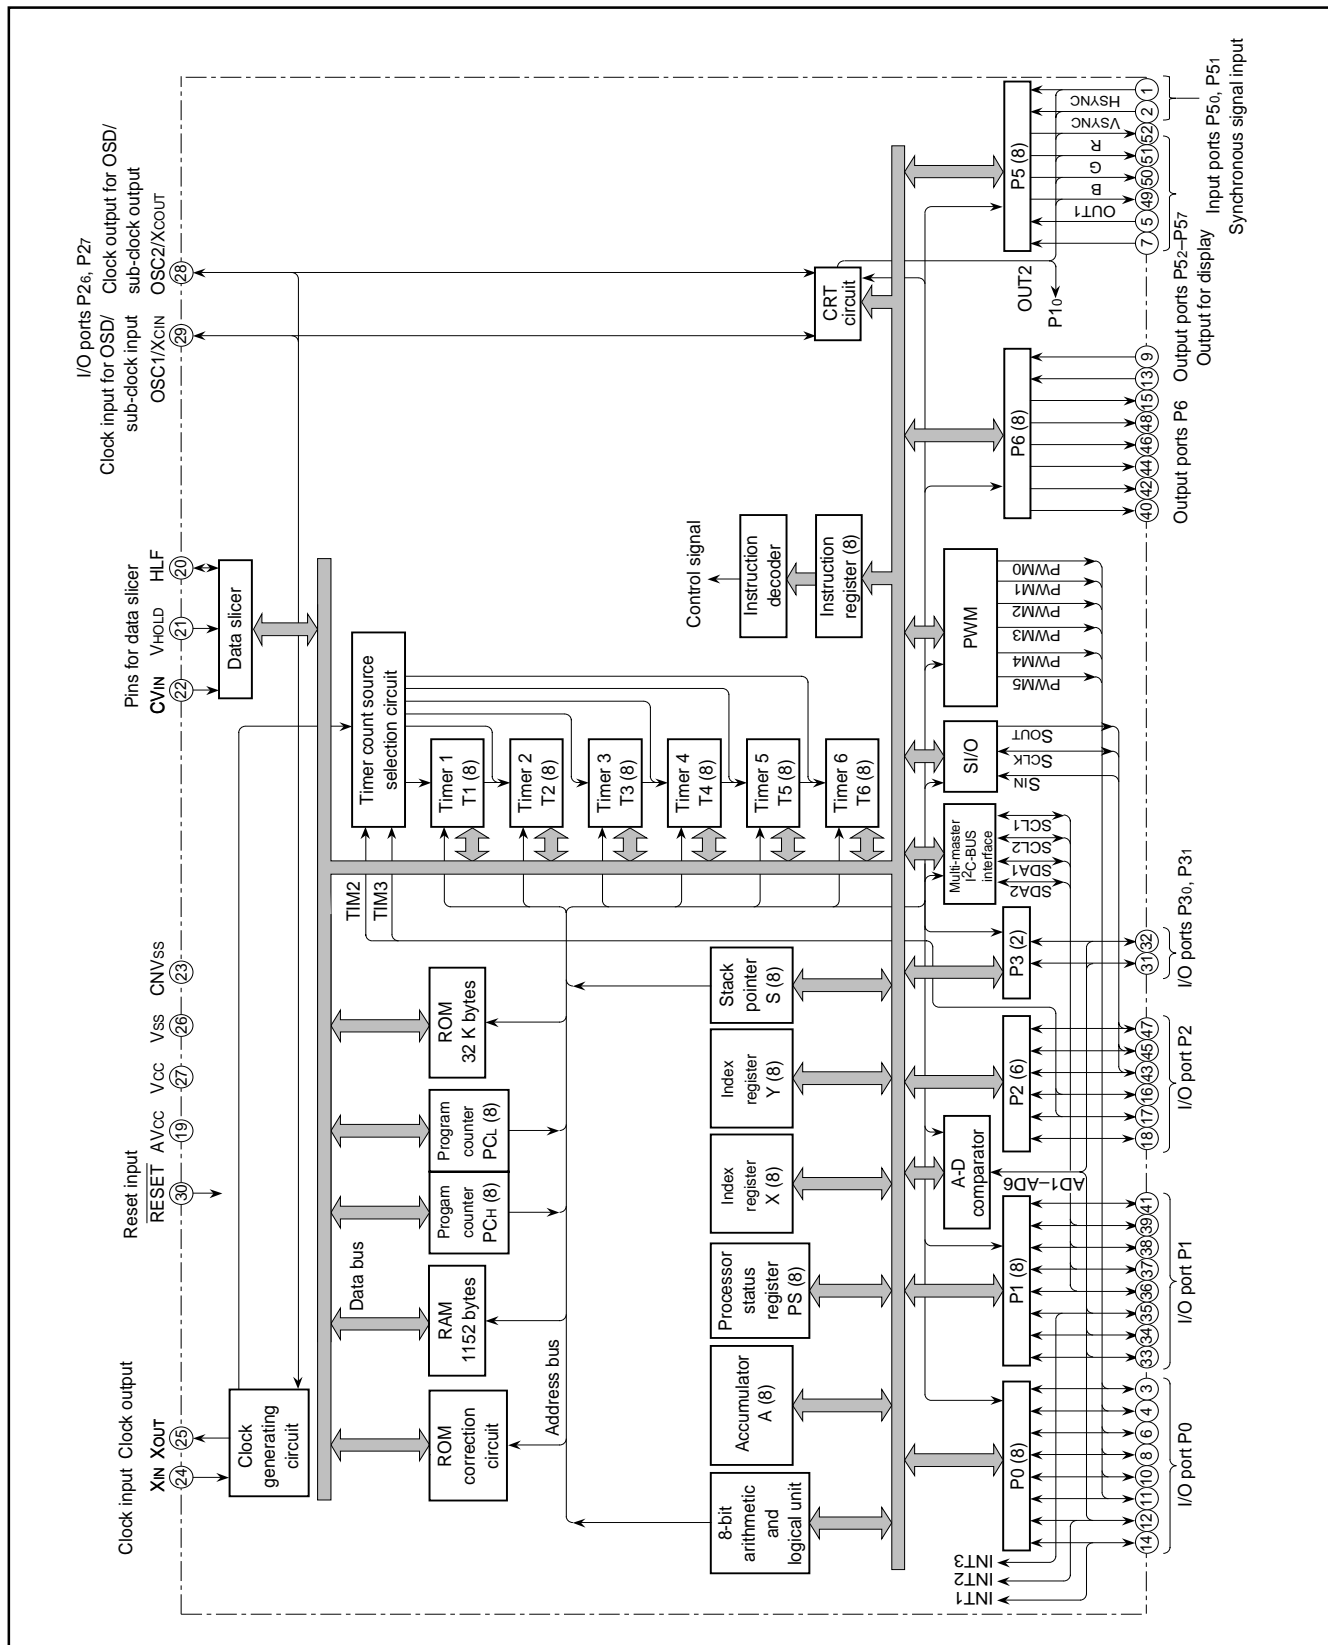 Clock input
Clock output
Reset input
Pins for data slicer
I/O ports P26, P27
Clock input for OSD/
sub-clock input
Clock output for OSD/
sub-clock output
XIN
XOUT
RESET
AVCC
VCC
VSS
CNVSS
CVIN
VHOLD
HLF
OSC1/XCIN
OSC2/XCOUT
24
25
30
19
27
26
23
22
21
20
29
28
Clock
generating
circuit
Data slicer
Data bus
ROM
correction
circuit
RAM
1152 bytes
Progam
counter
PCH (8)
Program
counter
PCL (8)
ROM
32 K bytes
TIM2
TIM3
Timer count source
selection circuit
Timer 1
T1 (8)
Timer 2
T2 (8)
Timer 3
T3 (8)
Timer 4
T4 (8)
Timer 5
T5 (8)
Timer 6
T6 (8)
Address bus
Control signal
Instruction
decoder
Instruction
register (8)
CRT
circuit
8-bit
arithmetic
and
logical unit
Accumulator
A (8)
Processor
status
register
PS (8)
Index
register
X (8)
Index
register
Y (8)
Stack
pointer
S (8)
A-D
comparator
Multi-master
I2C-BUS
interface
SI/O
PWM
P0 (8)
P1 (8)
P2 (6)
P3 (2)
P6 (8)
P5 (8)
INT1
INT2
INT3
AD1–AD6
SDA2
SDA1
SCL2
SCL1
SIN
SCLK
SOUT
PWM5
PWM4
PWM3
PWM2
PWM1
PWM0
OUT2
P10
OUT1
B
G
R
VSYNC
HSYNC
14
12
11
10
8
6
4
3
33
34
35
36
37
38
39
41
18
17
16
43
45
47
31
32
40
42
44
46
48
15
13
9
7
5
49
50
51
52
2
1
I/O port P0
I/O port P1
I/O port P2
I/O ports P30, P31
Output ports P6
Output ports P52–P57
Output for display
Input ports P50, P51
Synchronous signal input